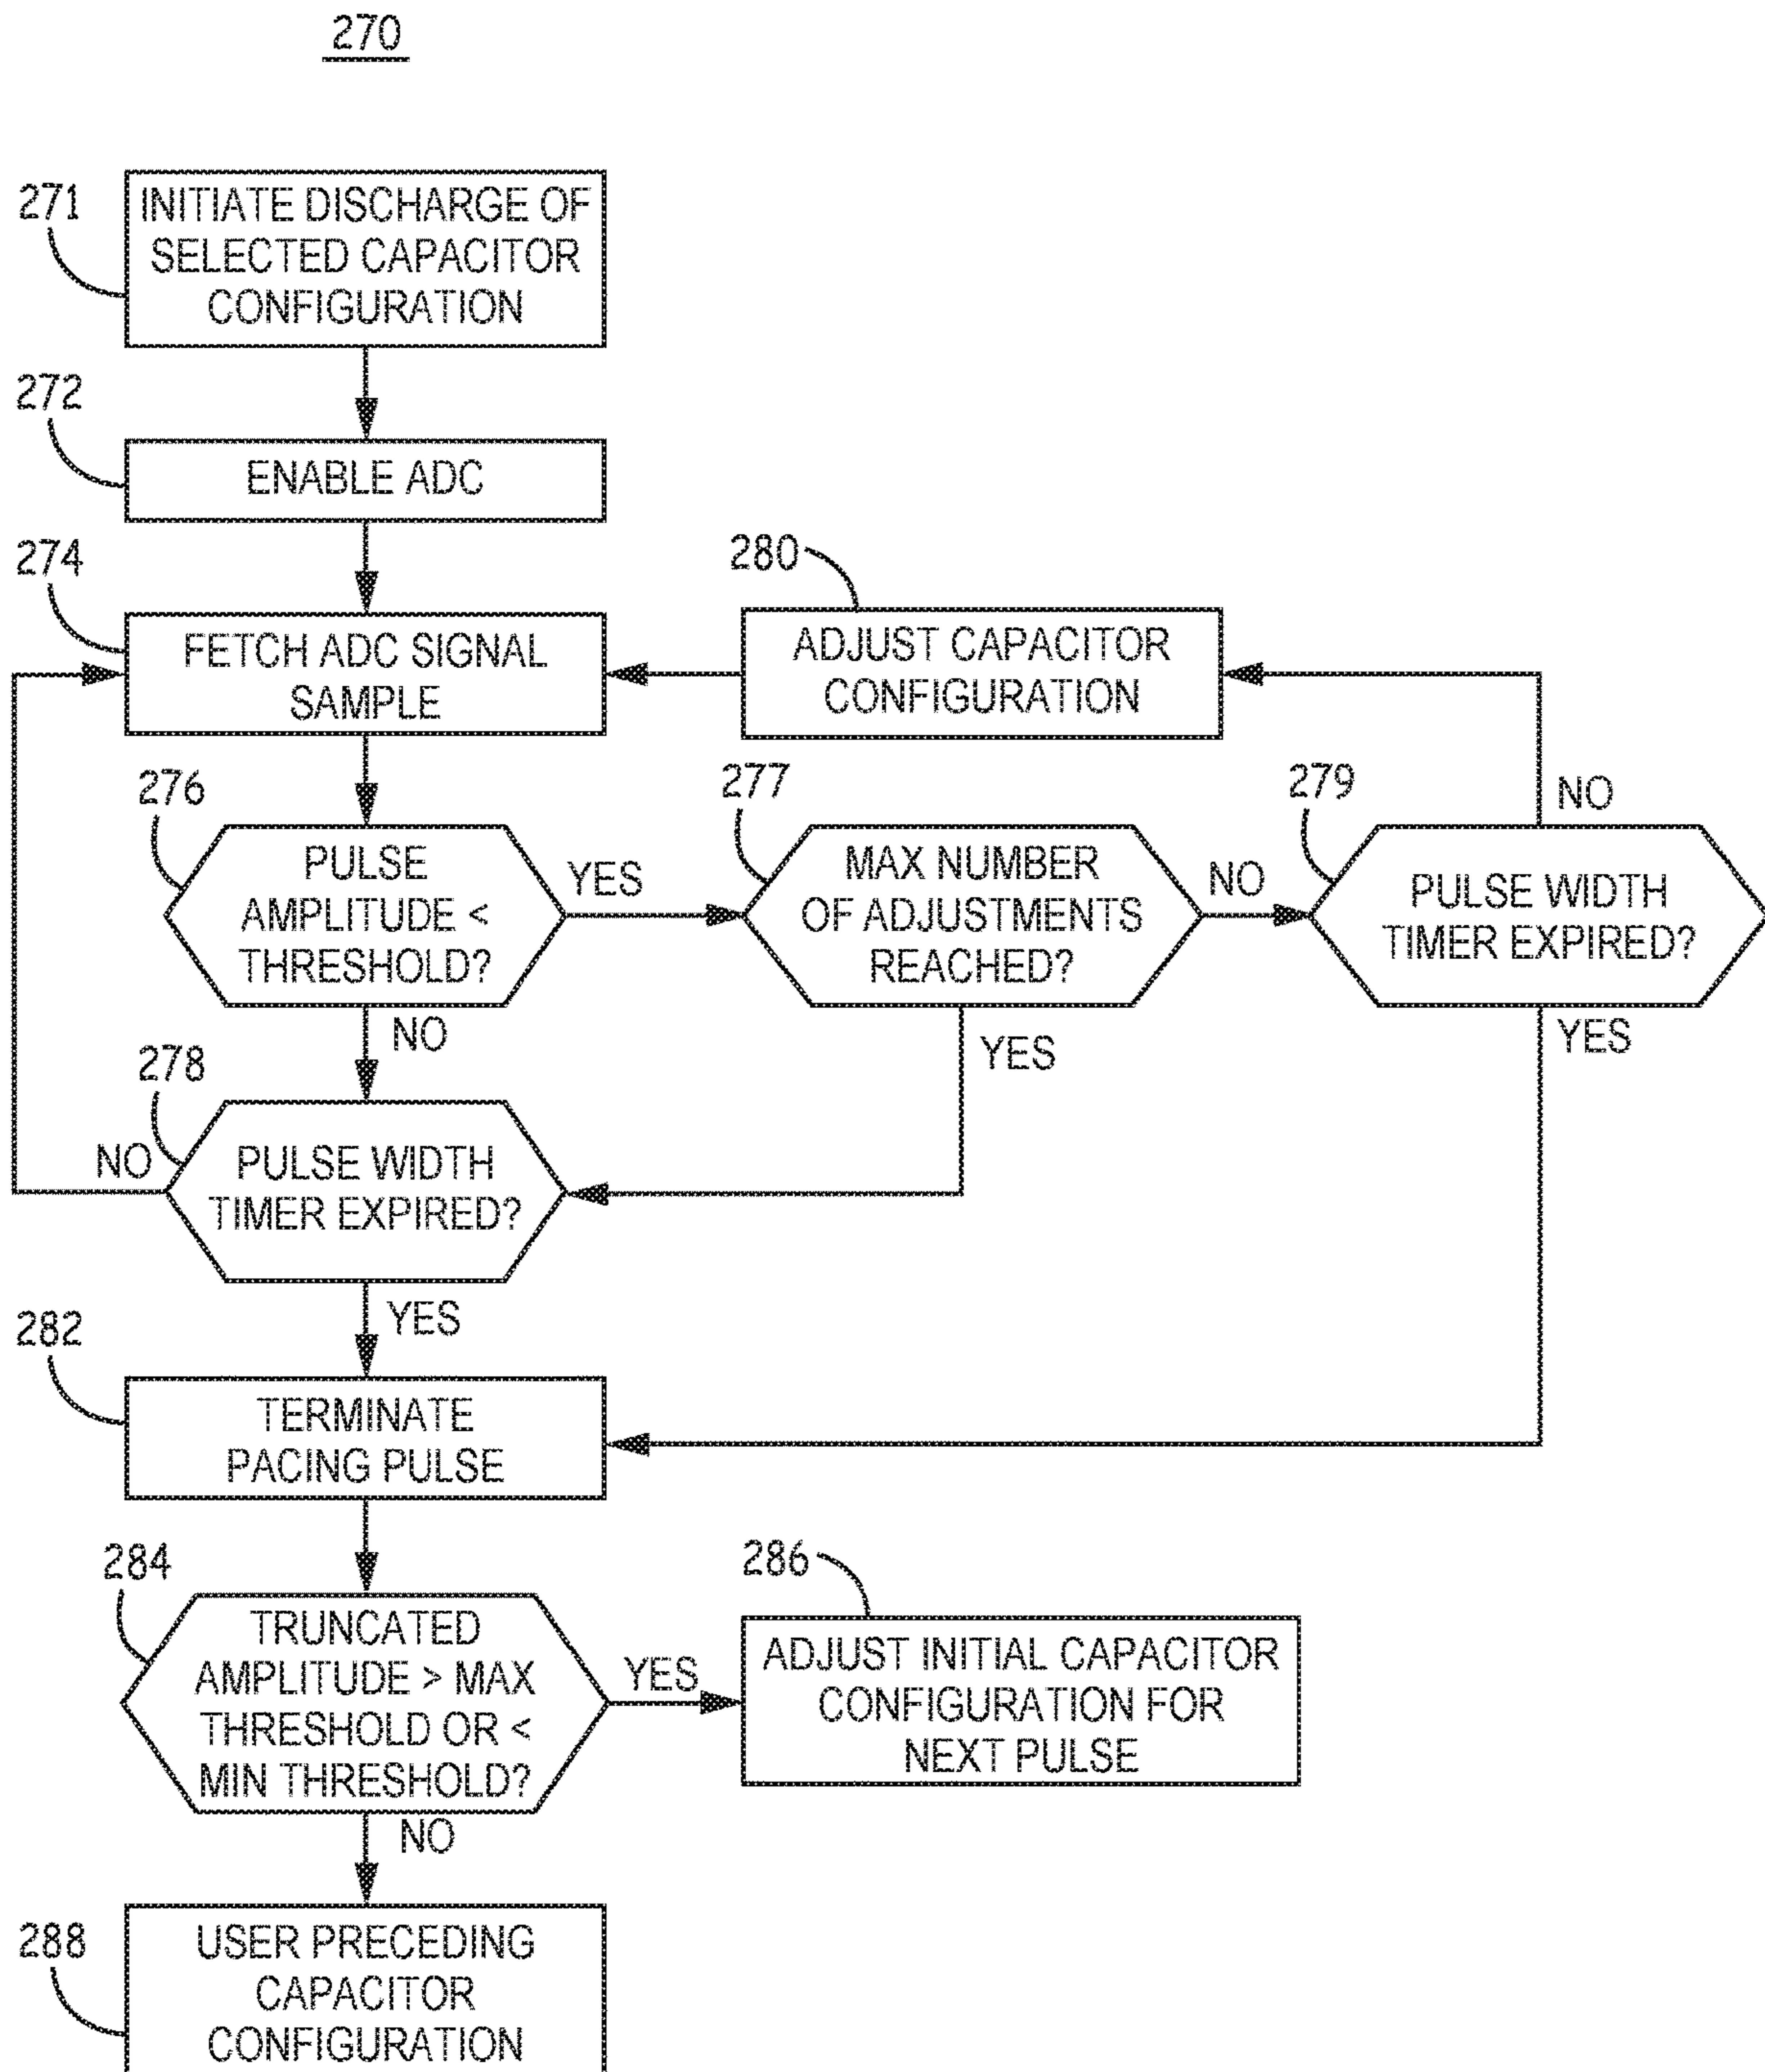 270
271
INITIATE DISCHARGE OF
SELECTED CAPACITOR
CONFIGURATION
272
ENABLE ADC
274
FETCH ADC SIGNAL
SAMPLE
280
ADJUST CAPACITOR
CONFIGURATION
276
PULSE
AMPLITUDE <
THRESHOLD?
YES
NO
277
MAX NUMBER
OF ADJUSTMENTS
REACHED?
NO
YES
279
PULSE WIDTH
TIMER EXPIRED?
NO
YES
278
PULSE WIDTH
TIMER EXPIRED?
NO
YES
282
TERMINATE
PACING PULSE
284
TRUNCATED
AMPLITUDE > MAX
THRESHOLD OR <
MIN THRESHOLD?
YES
NO
286
ADJUST INITIAL CAPACITOR
CONFIGURATION FOR
NEXT PULSE
288
USER PRECEDING
CAPACITOR
CONFIGURATION